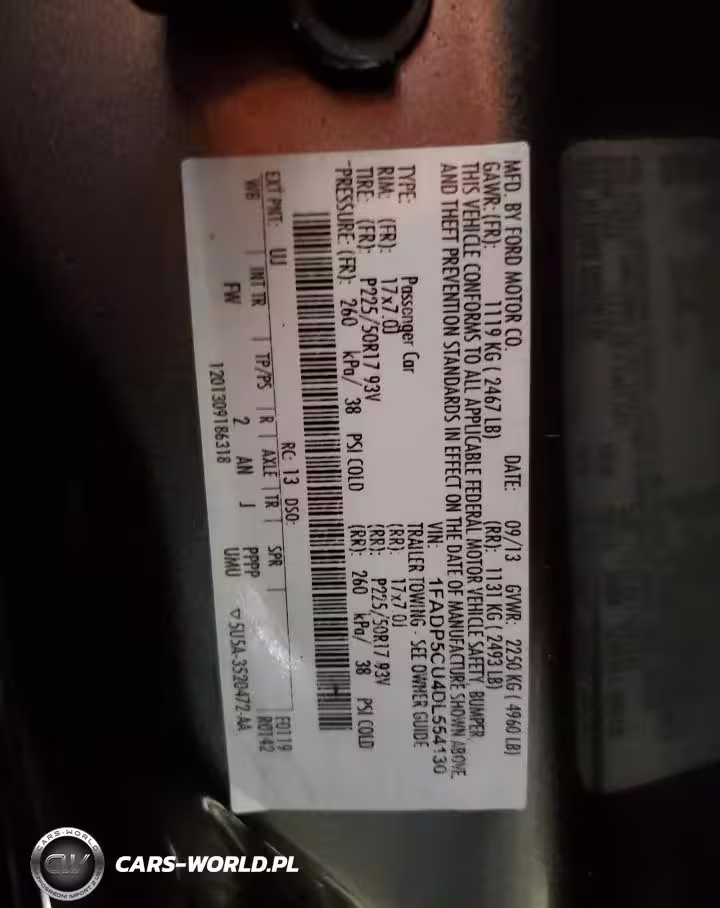 MFD. BY FORD MOTOR CO.
DATE: 09/13 GVWR: 2250 KG ( 4960 LB)
GAWR: (FR): 1119 KG ( 2467 LB) (RR): 1131 KG ( 2493 LB)
THIS VEHICLE CONFORMS TO ALL APPLICABLE FEDERAL MOTOR VEHICLE SAFETY, BUMPER,
AND THEFT PREVENTION STANDARDS IN EFFECT ON THE DATE OF MANUFACTURE SHOWN ABOVE.
VIN: 1FADP5CU4DL554130
TYPE: Passenger Car TRAILER TOWING - SEE OWNER GUIDE
RIM: (FR): 17x7.0J (RR): 17x7.0J
TIRE: (FR): P225/50R17 93V (RR): P225/50R17 93V
PRESSURE: (FR): 260 kPa/ 38 PSI COLD (RR): 260 kPa/ 38 PSI COLD
EXT PNT: UJ RC: 13 DSO: F0119
WB INT TR TP/PS R AXLE TR SPR R0142
FW 2 AN J PPPP
UMU
1201309186318 ▽5U5A-3520472-AA
CARS-WORLD
CW
CARS-WORLD.PL